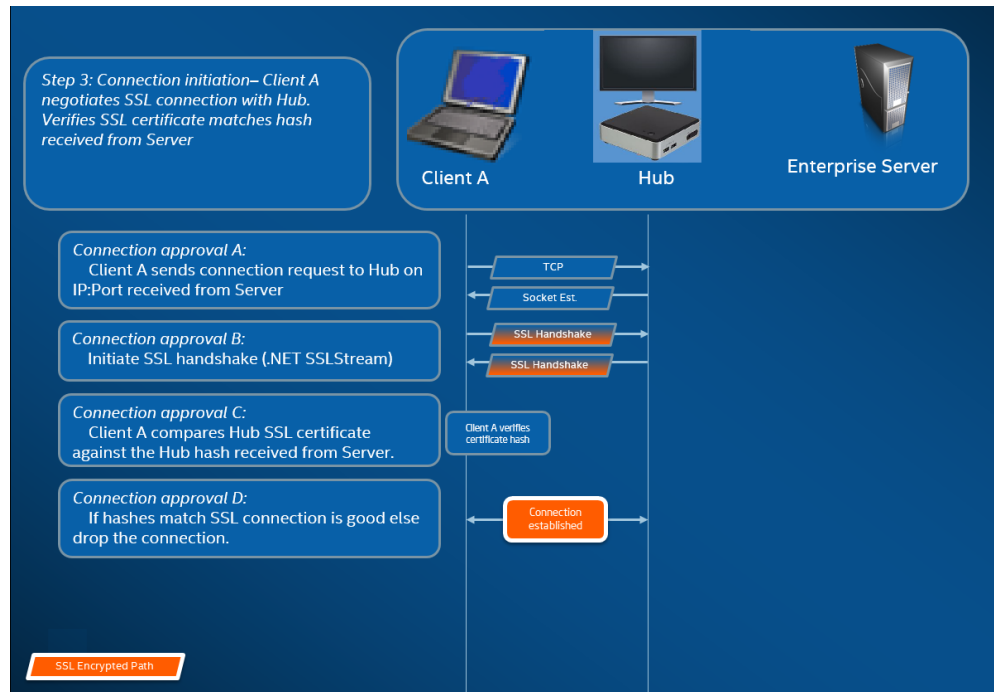 Step 3: Connection initiation– Client A
negotiates SSL connection with Hub.
Verifies SSL certificate matches hash
received from Server
Client A
Hub
Enterprise Server
Connection approval A:
Client A sends connection request to Hub on
IP:Port received from Server
TCP
Socket Est.
Connection approval B:
Initiate SSL handshake (.NET SSLStream)
SSL Handshake
SSL Handshake
Connection approval C:
Client A compares Hub SSL certificate
against the Hub hash received from Server.
Client A verifies
certificate hash
Connection approval D:
If hashes match SSL connection is good else
drop the connection.
Connection
established
SSL Encrypted Path